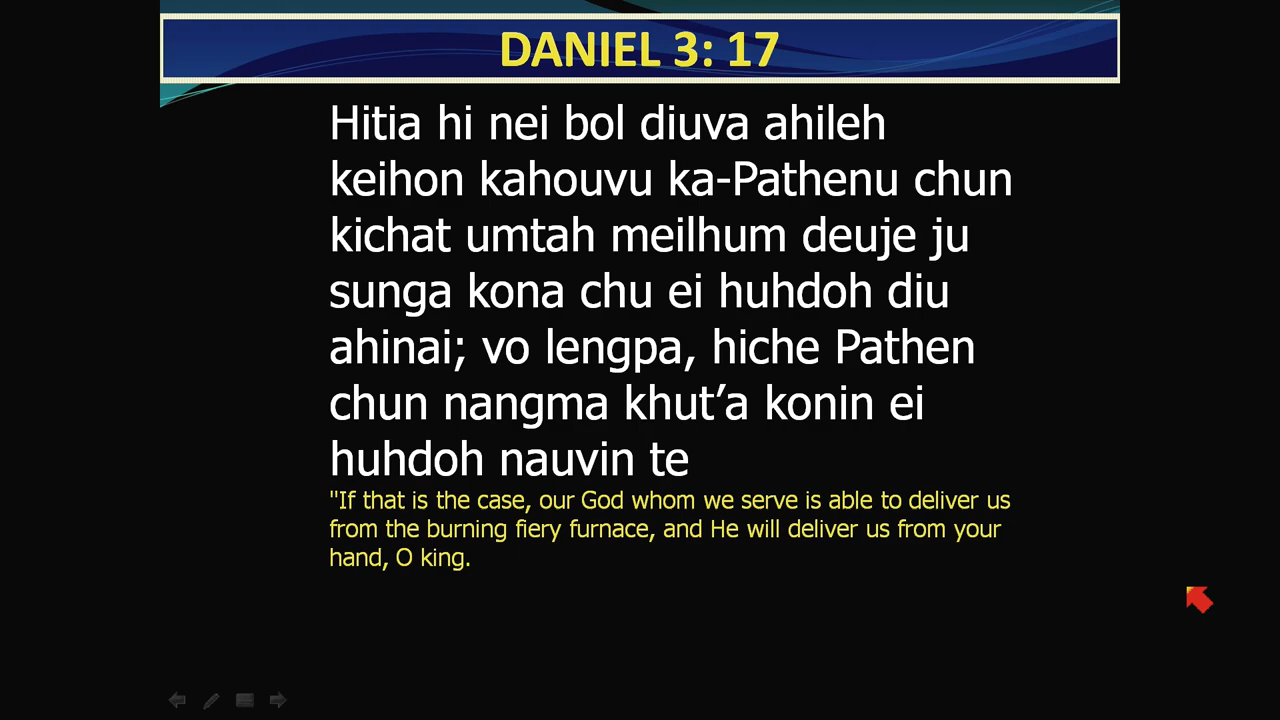 DANIEL 3: 17
Hitia hi nei bol diuva ahileh
keihon kahouvu ka-Pathenu chun
kichat umtah meilhum deuje ju
sunga kona chu ei huhdoh diu
ahinai; vo lengpa, hiche Pathen
chun nangma khut’a konin ei
huhdoh nauvin te
"If that is the case, our God whom we serve is able to deliver us
from the burning fiery furnace, and He will deliver us from your
hand, O king.